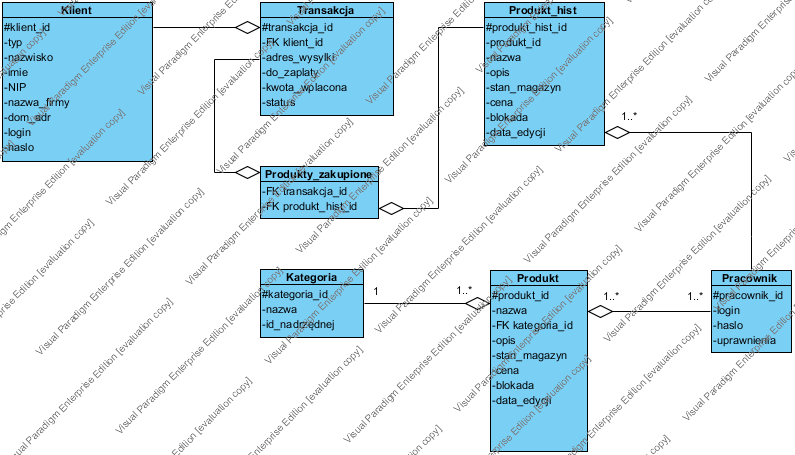 Klient
#klient_id
-typ
-nazwisko
-imie
-NIP
-nazwa_firmy
-dom_adr
-login
-haslo
Transakcja
#transakcja_id
-FK klient_id
-adres_wysylki
-do_zaplaty
-kwota_wplacona
-status
Produkt_hist
#produkt_hist_id
-produkt_id
-nazwa
-opis
-stan_magazyn
-cena
-blokada
-data_edycji
1..*
Produkty_zakupione
-FK transakcja_id
-FK produkt_hist_id
Kategoria
#kategoria_id
-nazwa
-id_nadrzędnej
1
1..*
Produkt
#produkt_id
-nazwa
-FK kategoria_id
-opis
-stan_magazyn
-cena
-blokada
-data_edycji
1..*
1..*
Pracownik
#pracownik_id
-login
-haslo
-uprawnienia
Visual Paradigm Enterprise Edition [evaluation copy]